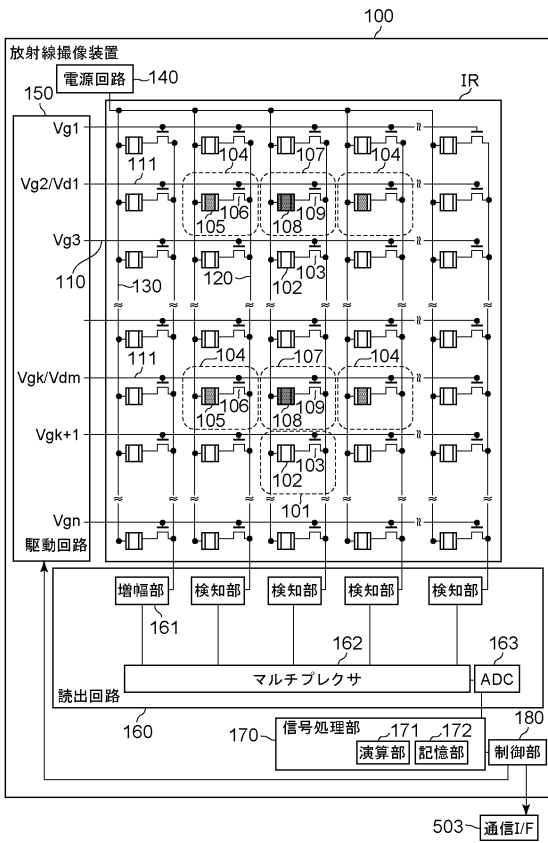 100
放射線撮像装置
電源回路 140
IR
150
Vg1
104 107 104
111
Vg2/Vd1
105 106 108 109
Vg3
110 130 120 102 103
111 104 107 104
Vgk/Vdm
105 106 108 109
Vgk+1
102 103
101
Vgn
駆動回路
増幅部 検知部 検知部 検知部 検知部
161
162 163
マルチプレクサ ADC
読出回路
160
170 信号処理部 180
171 172
演算部 記憶部 制御部
503 通信I/F